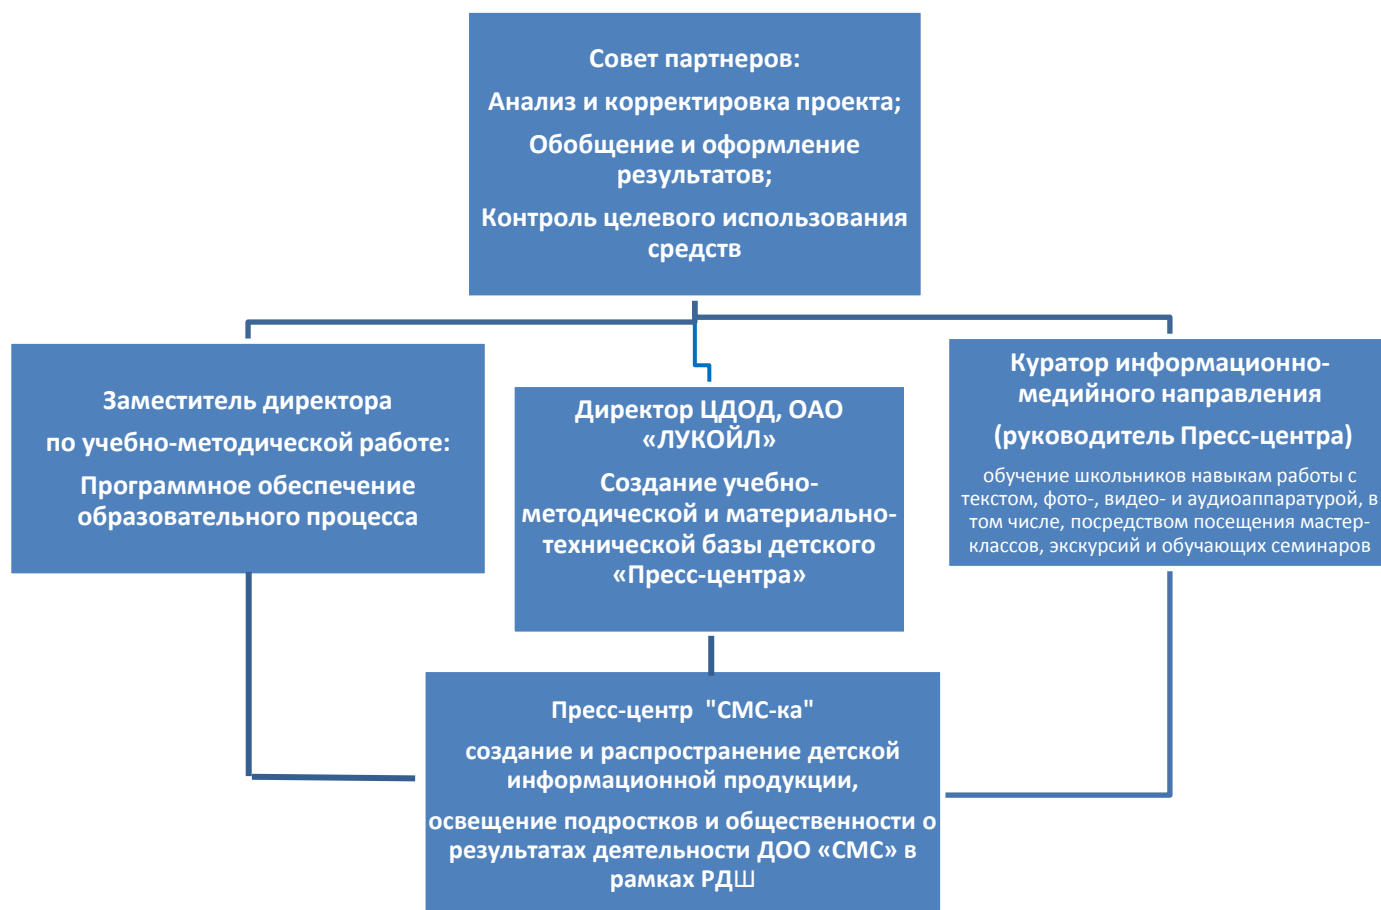 Совет партнеров:
Анализ и корректировка проекта;
Обобщение и оформление
результатов;
Контроль целевого использования
средств
Заместитель директора
по учебно-методической работе:
Программное обеспечение
образовательного процесса
Директор ЦДОД, ОАО
«ЛУКОЙЛ»
Создание учебно-
методической и материально-
технической базы детского
«Пресс-центра»
Куратор информационно-
медийного направления
(руководитель Пресс-центра)
обучение школьников навыкам работы с
текстом, фото-, видео- и аудиоаппаратурой, в
том числе, посредством посещения мастер-
классов, экскурсий и обучающих семинаров
Пресс-центр "СМС-ка"
создание и распространение детской
информационной продукции,
освещение подростков и общественности о
результатах деятельности ДОО «СМС» в
рамках РДШ